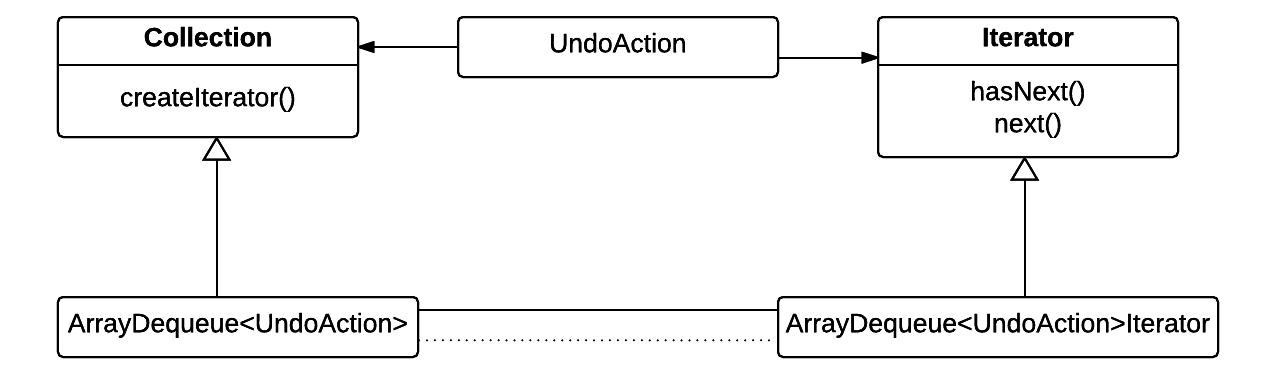 Collection
createIterator()
UndoAction
Iterator
hasNext()
next()
ArrayDequeue<UndoAction>
ArrayDequeue<UndoAction>Iterator